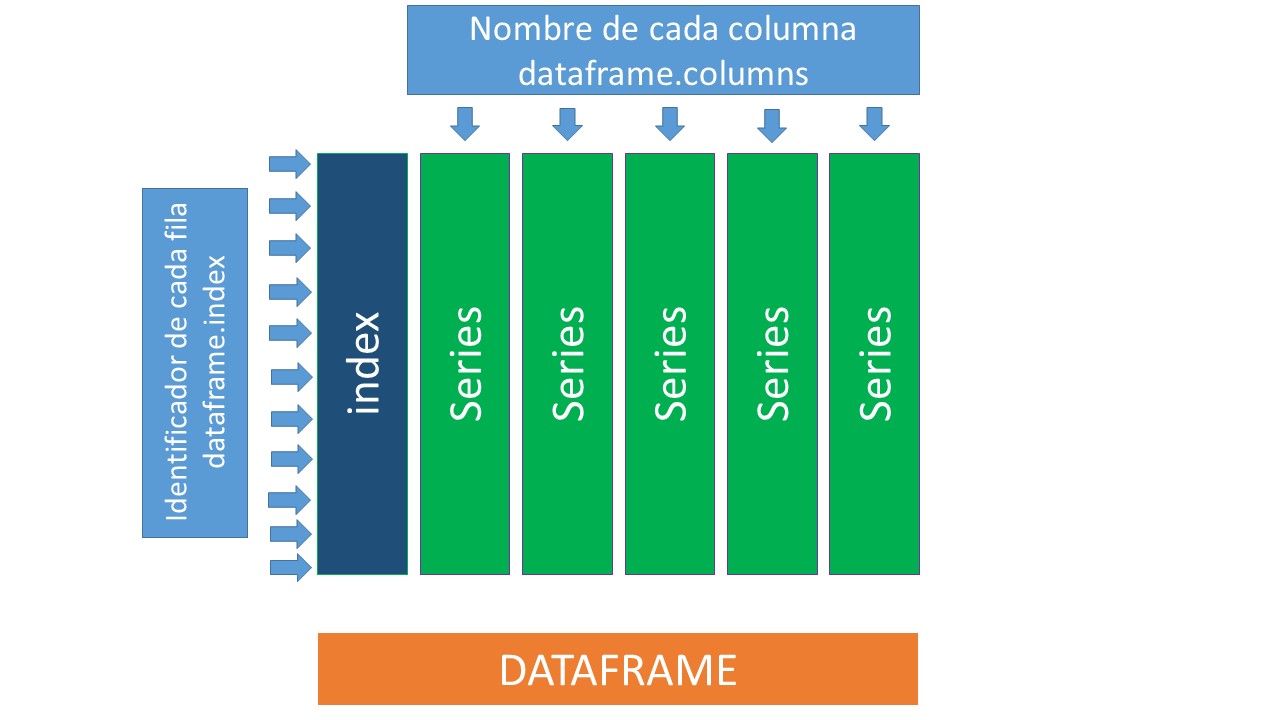 Nombre de cada columna
dataframe.columns
Identificador de cada fila
dataframe.index
index
Series
Series
Series
Series
Series
DATAFRAME